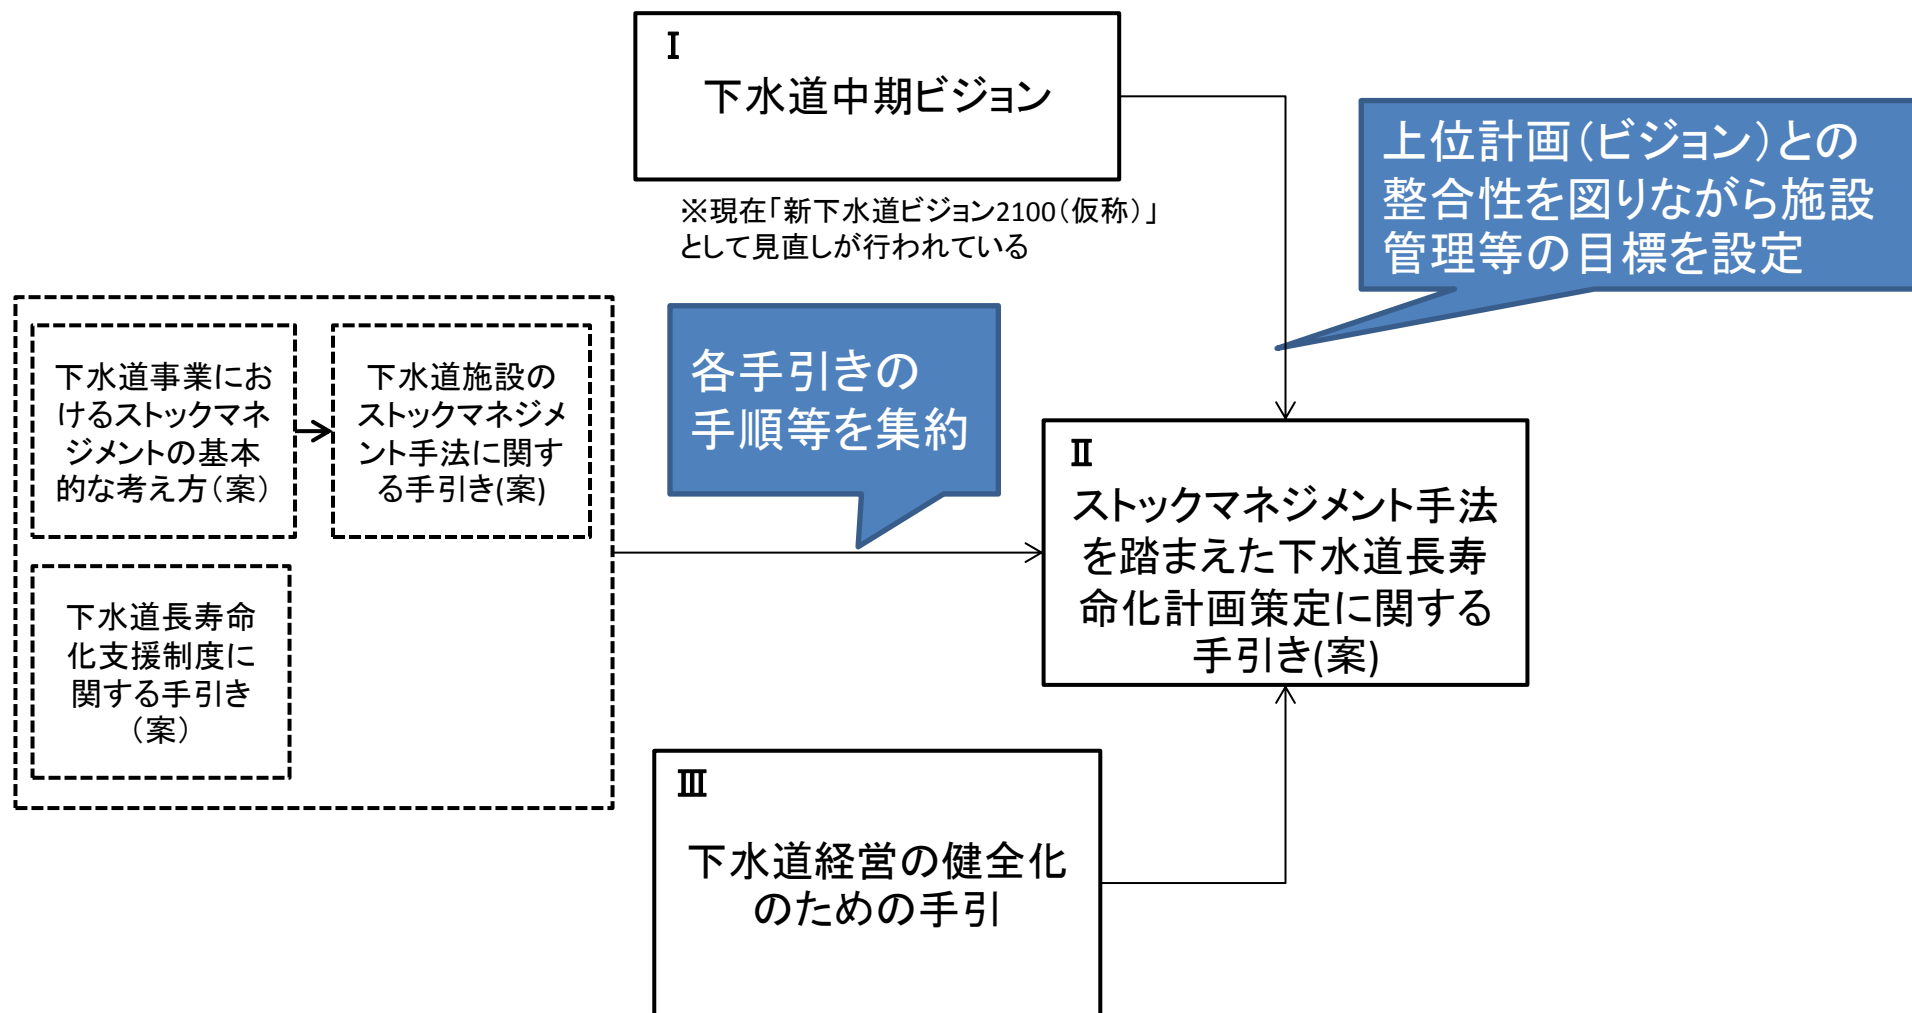 Ⅰ
下水道中期ビジョン
※現在「新下水道ビジョン2100（仮称）」
として見直しが行われている
上位計画（ビジョン）との
整合性を図りながら施設
管理等の目標を設定
下水道事業にお
けるストックマネ
ジメントの基本
的な考え方（案）
下水道施設の
ストックマネジメ
ント手法に関す
る手引き(案)
下水道長寿命
化支援制度に
関する手引き
（案）
各手引きの
手順等を集約
Ⅱ
ストックマネジメント手法
を踏まえた下水道長寿
命化計画策定に関する
手引き(案)
Ⅲ
下水道経営の健全化
のための手引